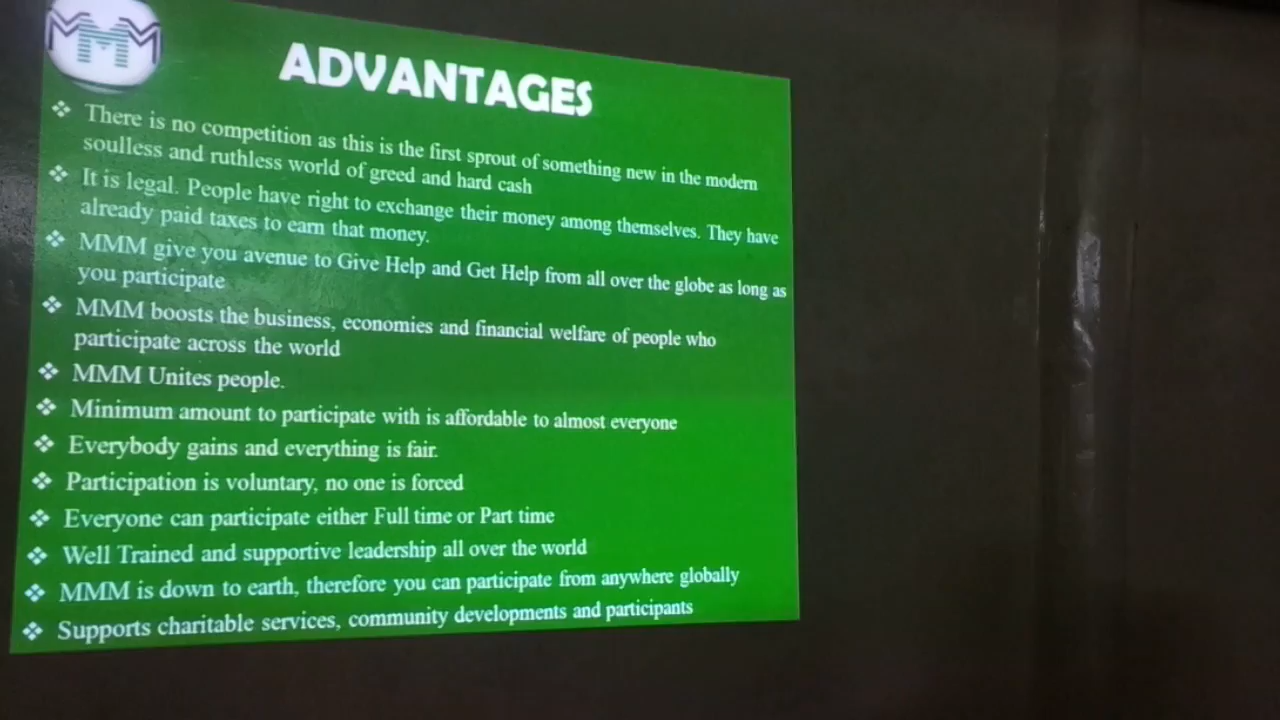 MMM
ADVANTAGES
❖ There is no competition as this is the first sprout of something new in the modern
soulless and ruthless world of greed and hard cash
❖ It is legal. People have right to exchange their money among themselves. They have
already paid taxes to earn that money.
❖ MMM give you avenue to Give Help and Get Help from all over the globe as long as
you participate
❖ MMM boosts the business, economies and financial welfare of people who
participate across the world
❖ MMM Unites people.
❖ Minimum amount to participate with is affordable to almost everyone
❖ Everybody gains and everything is fair.
❖ Participation is voluntary, no one is forced
❖ Everyone can participate either Full time or Part time
❖ Well Trained and supportive leadership all over the world
❖ MMM is down to earth, therefore you can participate from anywhere globally
❖ Supports charitable services, community developments and participants